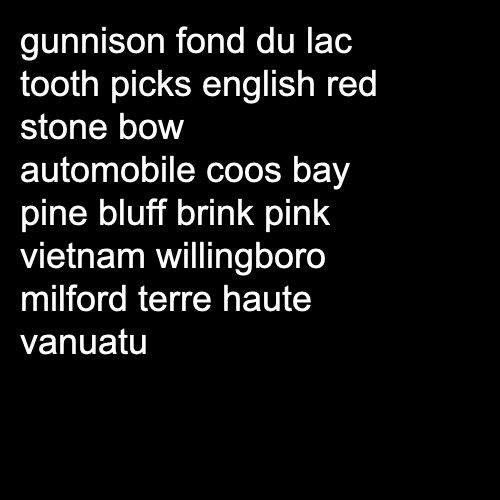 gunnison fond du lac
tooth picks english red
stone bow
automobile coos bay
pine bluff brink pink
vietnam willingboro
milford terre haute
vanuatu